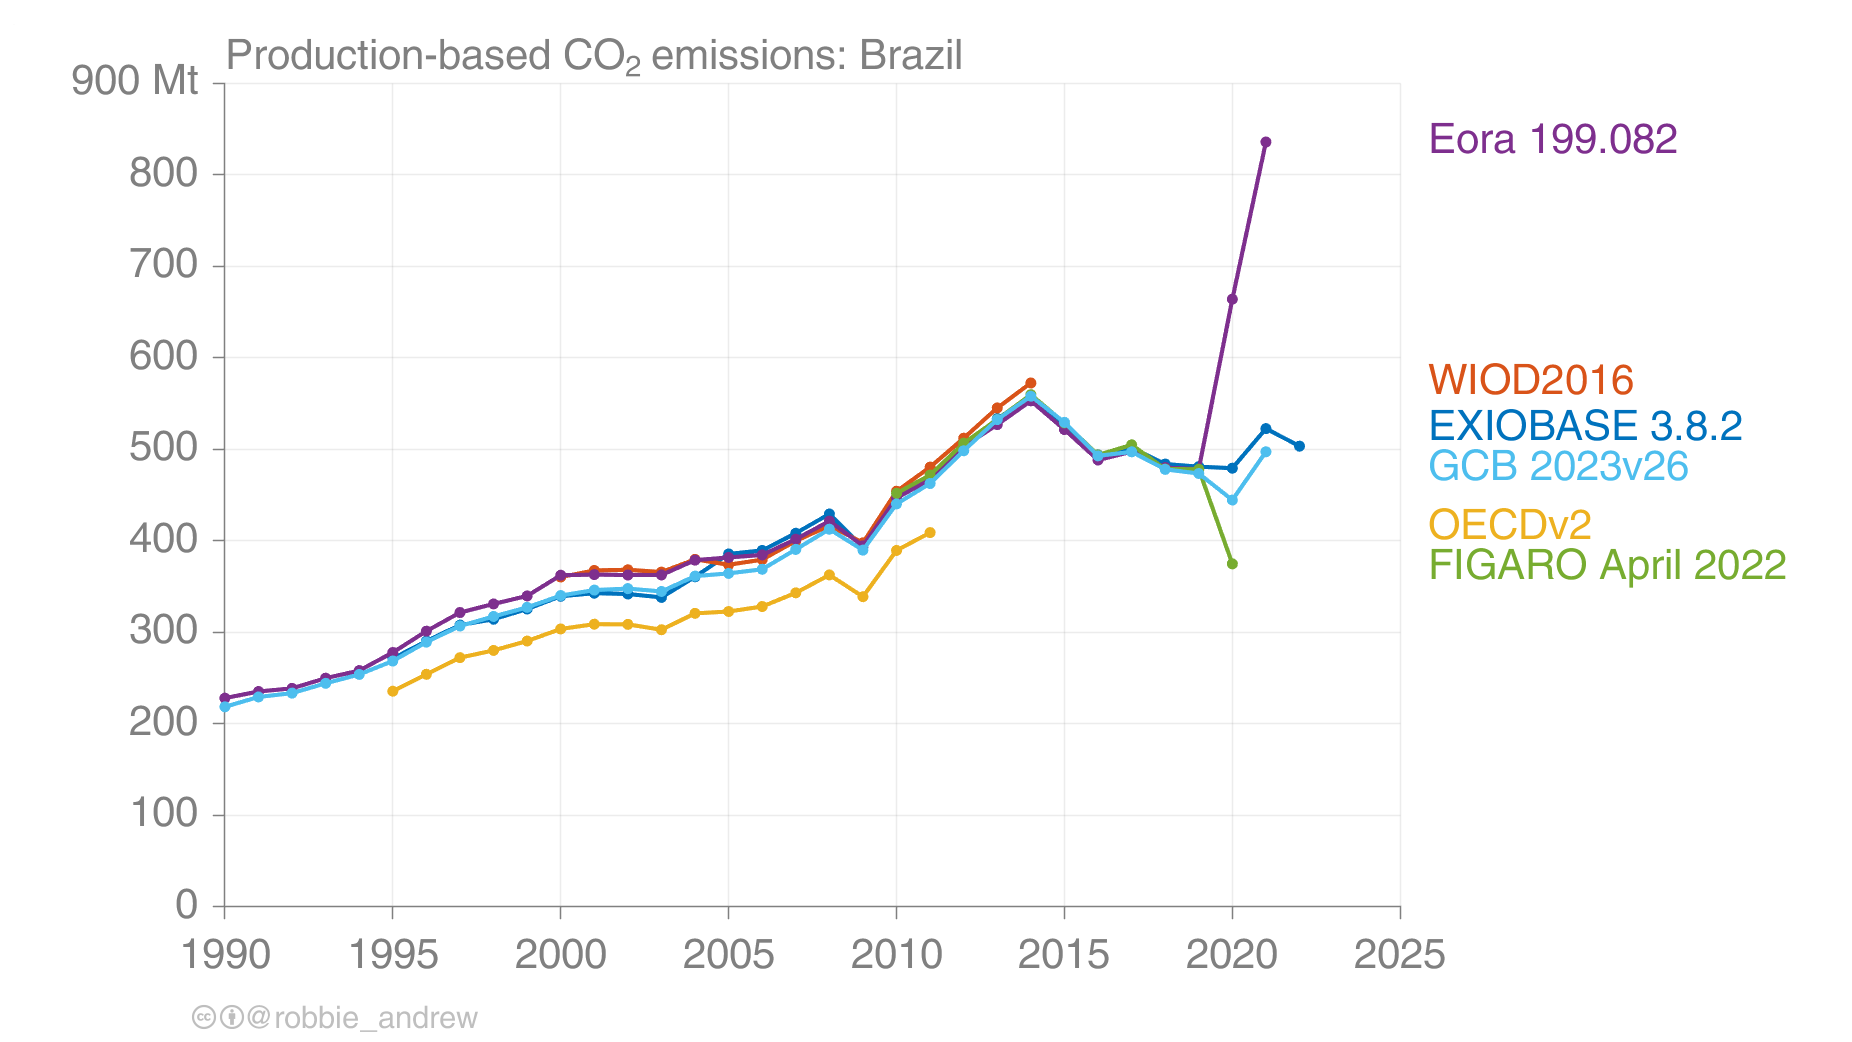 Production-based CO₂ emissions: Brazil
900 Mt
800
700
600
500
400
300
200
100
0
1990 1995 2000 2005 2010 2015 2020 2025
Eora 199.082
WIOD2016
EXIOBASE 3.8.2
GCB 2023v26
OECDv2
FIGARO April 2022
cc @robbie_andrew